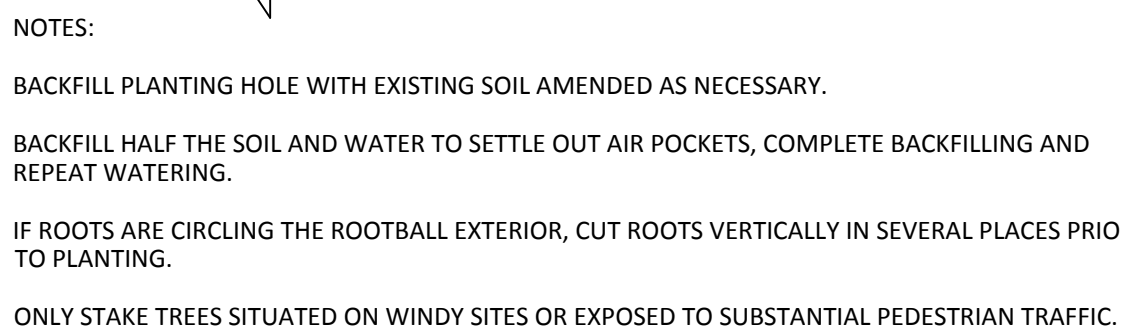 NOTES:
BACKFILL PLANTING HOLE WITH EXISTING SOIL AMENDED AS NECESSARY.
BACKFILL HALF THE SOIL AND WATER TO SETTLE OUT AIR POCKETS, COMPLETE BACKFILLING AND
REPEAT WATERING.
IF ROOTS ARE CIRCLING THE ROOTBALL EXTERIOR, CUT ROOTS VERTICALLY IN SEVERAL PLACES PRIO
TO PLANTING.
ONLY STAKE TREES SITUATED ON WINDY SITES OR EXPOSED TO SUBSTANTIAL PEDESTRIAN TRAFFIC.